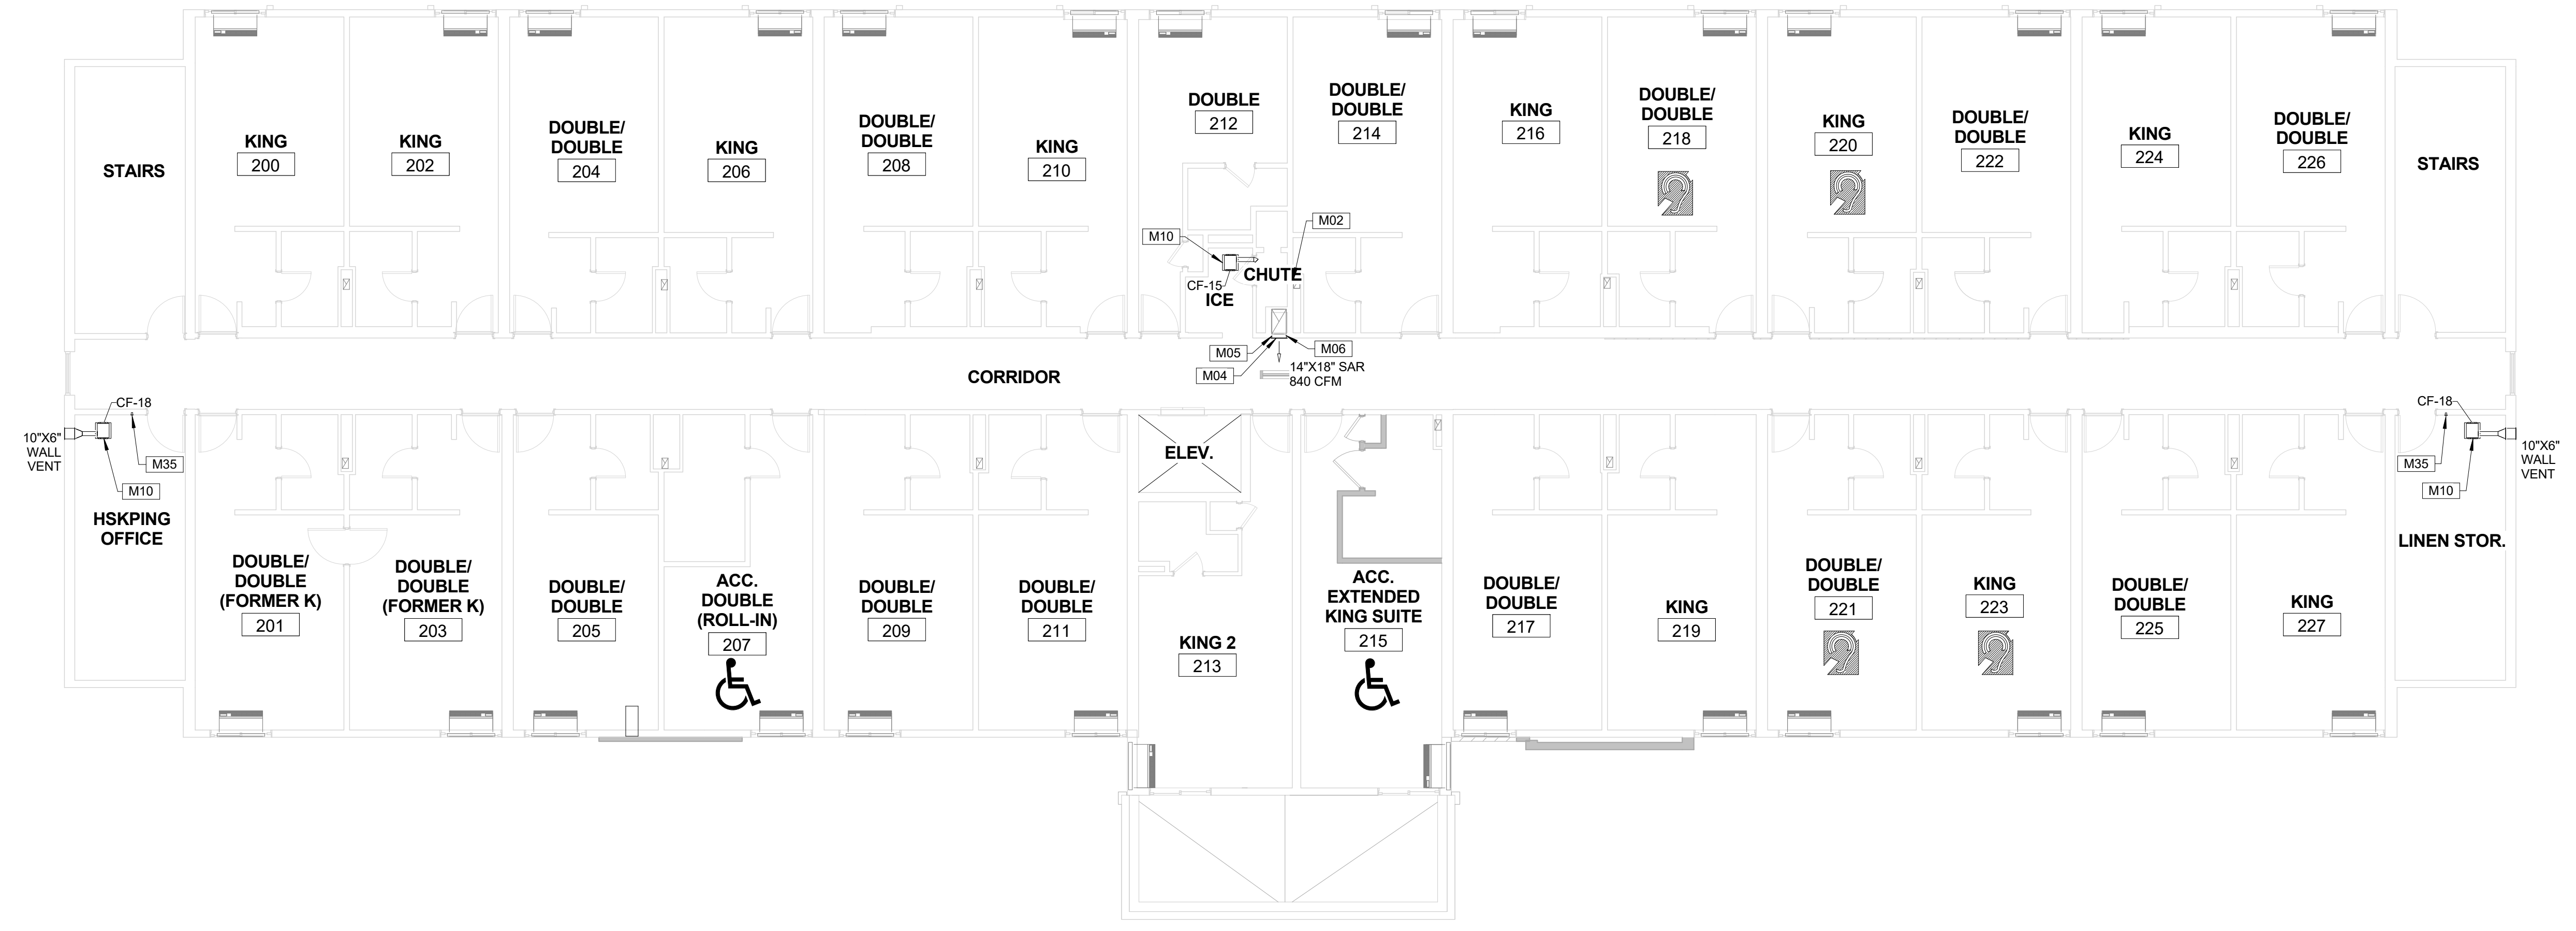 STAIRS
KING
200
KING
202
DOUBLE/
DOUBLE
204
KING
206
DOUBLE/
DOUBLE
208
KING
210
DOUBLE
212
DOUBLE/
DOUBLE
214
KING
216
DOUBLE/
DOUBLE
218
KING
220
DOUBLE/
DOUBLE
222
KING
224
DOUBLE/
DOUBLE
226
STAIRS
M02
M10
CHUTE
CF-15
ICE
M05
M06
M04
14"X18" SAR
840 CFM
CORRIDOR
CF-18
10"X6"
WALL
VENT
M35
M10
HSKPING
OFFICE
DOUBLE/
DOUBLE
(FORMER K)
201
DOUBLE/
DOUBLE
(FORMER K)
203
DOUBLE/
DOUBLE
205
ACC.
DOUBLE
(ROLL-IN)
207
DOUBLE/
DOUBLE
209
DOUBLE/
DOUBLE
211
ELEV.
KING 2
213
ACC.
EXTENDED
KING SUITE
215
DOUBLE/
DOUBLE
217
KING
219
DOUBLE/
DOUBLE
221
KING
223
DOUBLE/
DOUBLE
225
KING
227
CF-18
M35
M10
10"X6"
WALL
VENT
LINEN STOR.